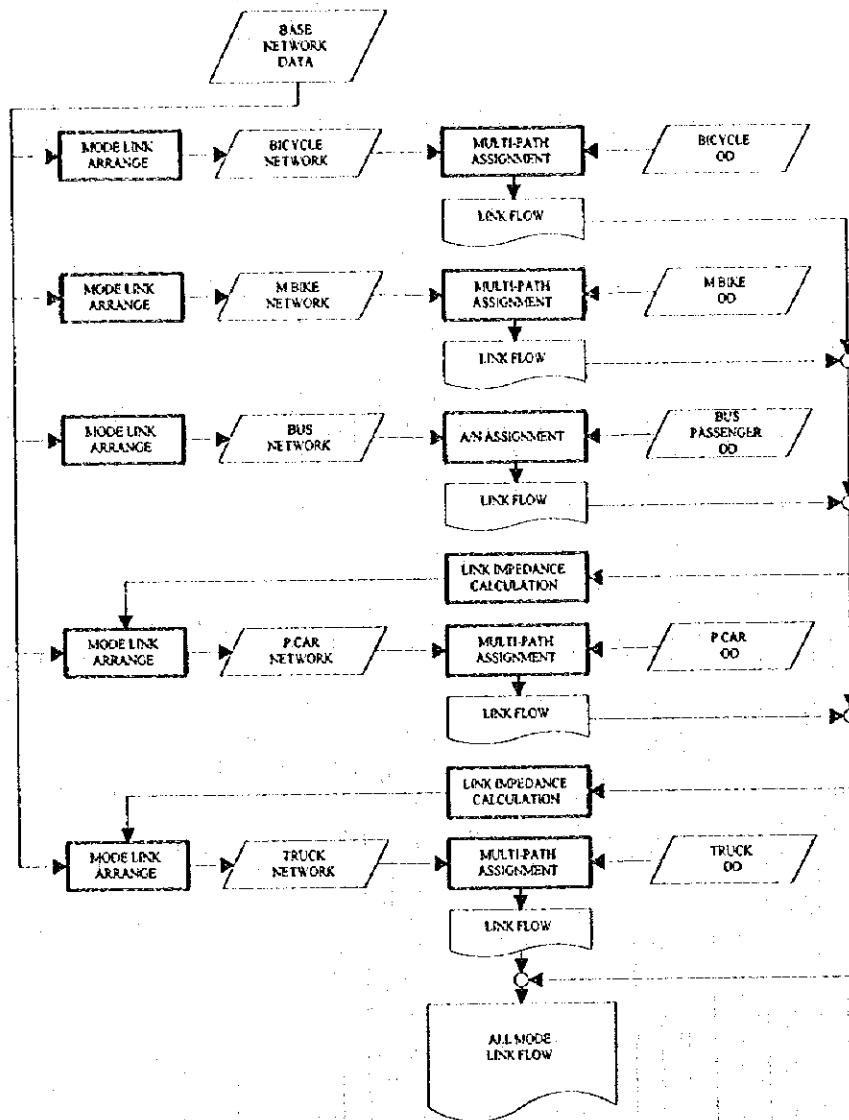 BASE
NETWORK
DATA
MODE LINK
ARRANGE
BICYCLE
NETWORK
MULTI-PATH
ASSIGNMENT
BICYCLE
OD
LINK FLOW
MODE LINK
ARRANGE
M BIKE
NETWORK
MULTI-PATH
ASSIGNMENT
M BIKE
OD
LINK FLOW
MODE LINK
ARRANGE
BUS
NETWORK
A/N ASSIGNMENT
BUS
PASSENGER
OD
LINK FLOW
LINK IMPEDANCE
CALCULATION
MODE LINK
ARRANGE
P.CAR
NETWORK
MULTI-PATH
ASSIGNMENT
P CAR
OD
LINK FLOW
LINK IMPEDANCE
CALCULATION
MODE LINK
ARRANGE
TRUCK
NETWORK
MULTI-PATH
ASSIGNMENT
TRUCK
OD
LINK FLOW
ALL MODE
LINK FLOW